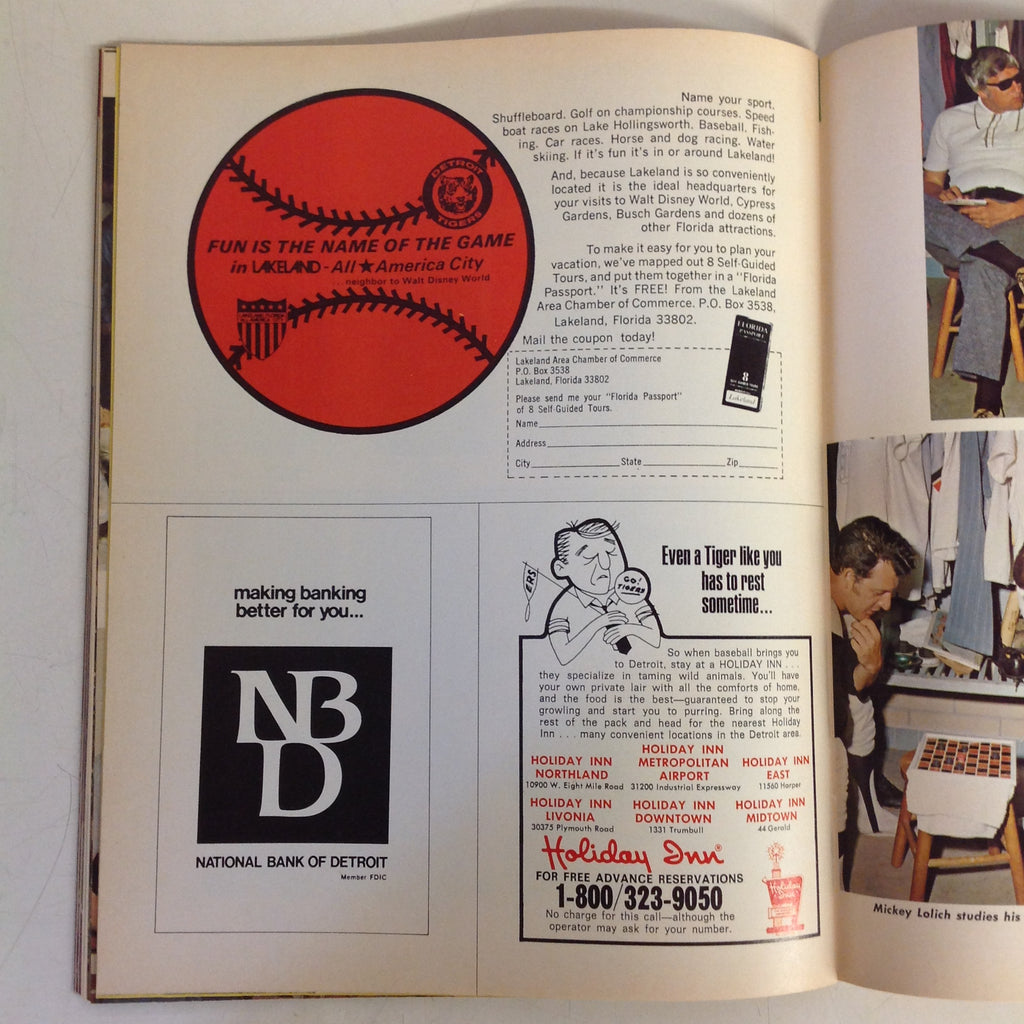 Name your sport.
Shuffleboard. Golf on championship courses. Speed
boat races on Lake Hollingsworth. Baseball. Fish-
ing. Car races. Horse and dog racing. Water
skiing. If it's fun it's in or around Lakeland!
And, because Lakeland is so conveniently
located it is the ideal headquarters for
your visits to Walt Disney World, Cypress
Gardens, Busch Gardens and dozens of
other Florida attractions.
To make it easy for you to plan your
vacation, we've mapped out 8 Self-Guided
Tours, and put them together in a "Florida
Passport." It's FREE! From the Lakeland
Area Chamber of Commerce. P.O. Box 3538,
Lakeland, Florida 33802.
Mail the coupon today!
DETROIT
TIGERS
FUN IS THE NAME OF THE GAME
in LAKELAND - All★America City
...neighbor to Walt Disney World
LAKELAND, FLORIDA
FLORIDA
PASSPORT
8
Lakeland
Lakeland Area Chamber of Commerce
P.O. Box 3538
Lakeland, Florida 33802
Please send me your "Florida Passport"
of 8 Self-Guided Tours.
Name
Address
City State Zip
making banking
better for you...
NBD
NATIONAL BANK OF DETROIT
Member FDIC
ERS
GO!
TIGERS
Even a Tiger like you
has to rest
sometime...
So when baseball brings you
to Detroit, stay at a HOLIDAY INN . . .
they specialize in taming wild animals. You'll have
your own private lair with all the comforts of home,
and the food is the best—guaranteed to stop your
growling and start you to purring. Bring along the
rest of the pack and head for the nearest Holiday
Inn . . . many convenient locations in the Detroit area.
HOLIDAY INN
NORTHLAND
10900 W. Eight Mile Road
HOLIDAY INN
METROPOLITAN
AIRPORT
31200 Industrial Expressway
HOLIDAY INN
EAST
11560 Harper
HOLIDAY INN
LIVONIA
30375 Plymouth Road
HOLIDAY INN
DOWNTOWN
1331 Trumbull
HOLIDAY INN
MIDTOWN
44 Gerald
Holiday Inn®
FOR FREE ADVANCE RESERVATIONS
1-800/323-9050
No charge for this call—although the
operator may ask for your number.
Holiday Inn
Mickey Lolich studies his